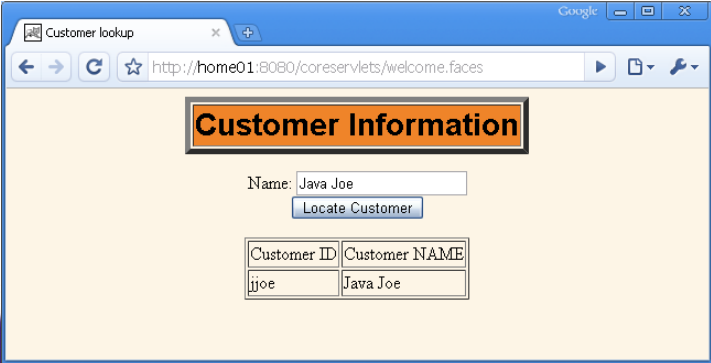 Google
Customer lookup
http://home01:8080/coreservlets/welcome.faces
Customer Information
Name: Java Joe
Locate Customer
Customer ID Customer NAME
jjoe Java Joe